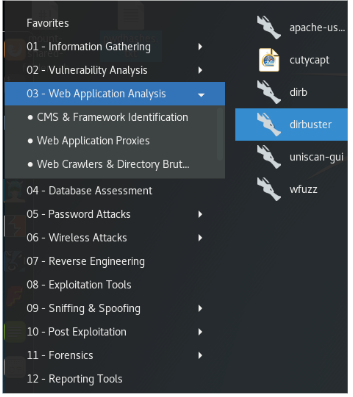 Favorites
01 - Information Gathering
02 - Vulnerability Analysis
03 - Web Application Analysis
• CMS & Framework Identification
• Web Application Proxies
• Web Crawlers & Directory Brut...
04 - Database Assessment
05 - Password Attacks
06 - Wireless Attacks
07 - Reverse Engineering
08 - Exploitation Tools
09 - Sniffing & Spoofing
10 - Post Exploitation
11 - Forensics
12 - Reporting Tools
apache-us...
cutycapt
dirb
dirbuster
uniscan-gui
wfuzz